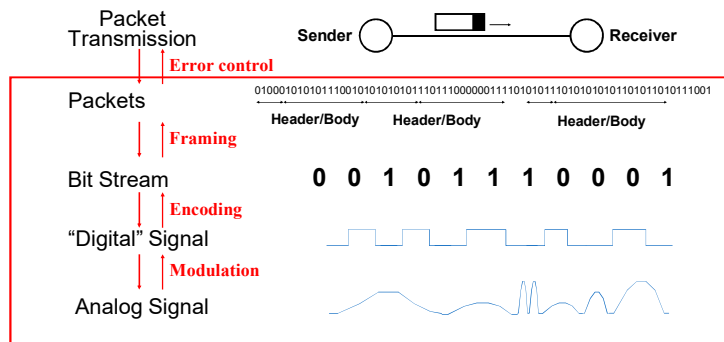 Packet
Transmission
Sender
Receiver
Error control
Packets
Header/Body
Header/Body
Header/Body
Framing
Bit Stream
0 0 1 0 1 1 1 0 0 0 1
Encoding
“Digital” Signal
Modulation
Analog Signal